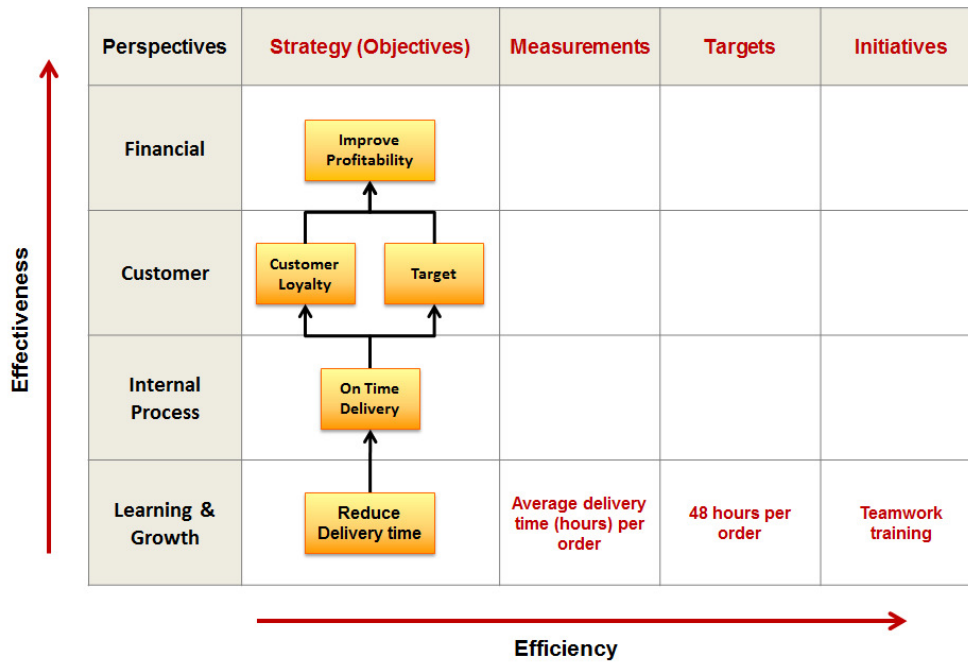 Perspectives
Strategy (Objectives)
Measurements
Targets
Initiatives
Effectiveness
Financial
Improve
Profitability
Customer
Customer
Loyalty
Target
Internal
Process
On Time
Delivery
Learning &
Growth
Reduce
Delivery time
Average delivery
time (hours) per
order
48 hours per
order
Teamwork
training
Efficiency